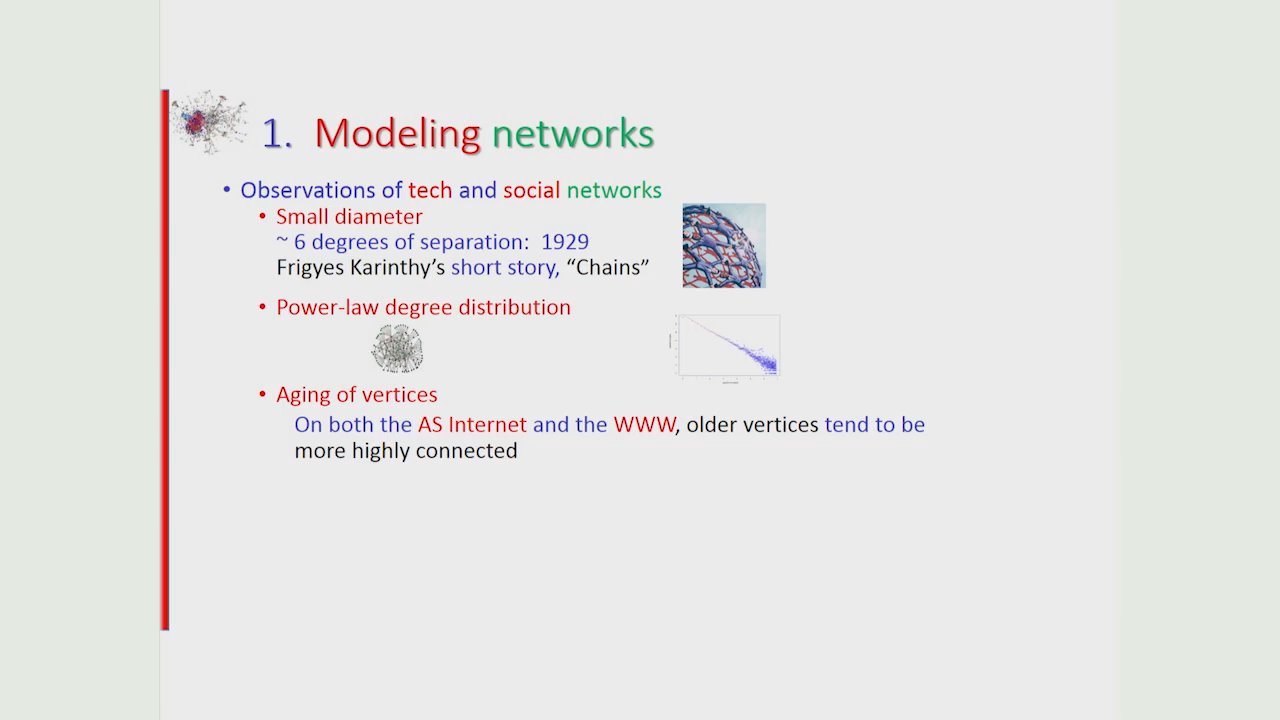 1. Modeling networks
• Observations of tech and social networks
• Small diameter
~ 6 degrees of separation: 1929
Frigyes Karinthy’s short story, “Chains”
• Power-law degree distribution
• Aging of vertices
On both the AS Internet and the WWW, older vertices tend to be
more highly connected